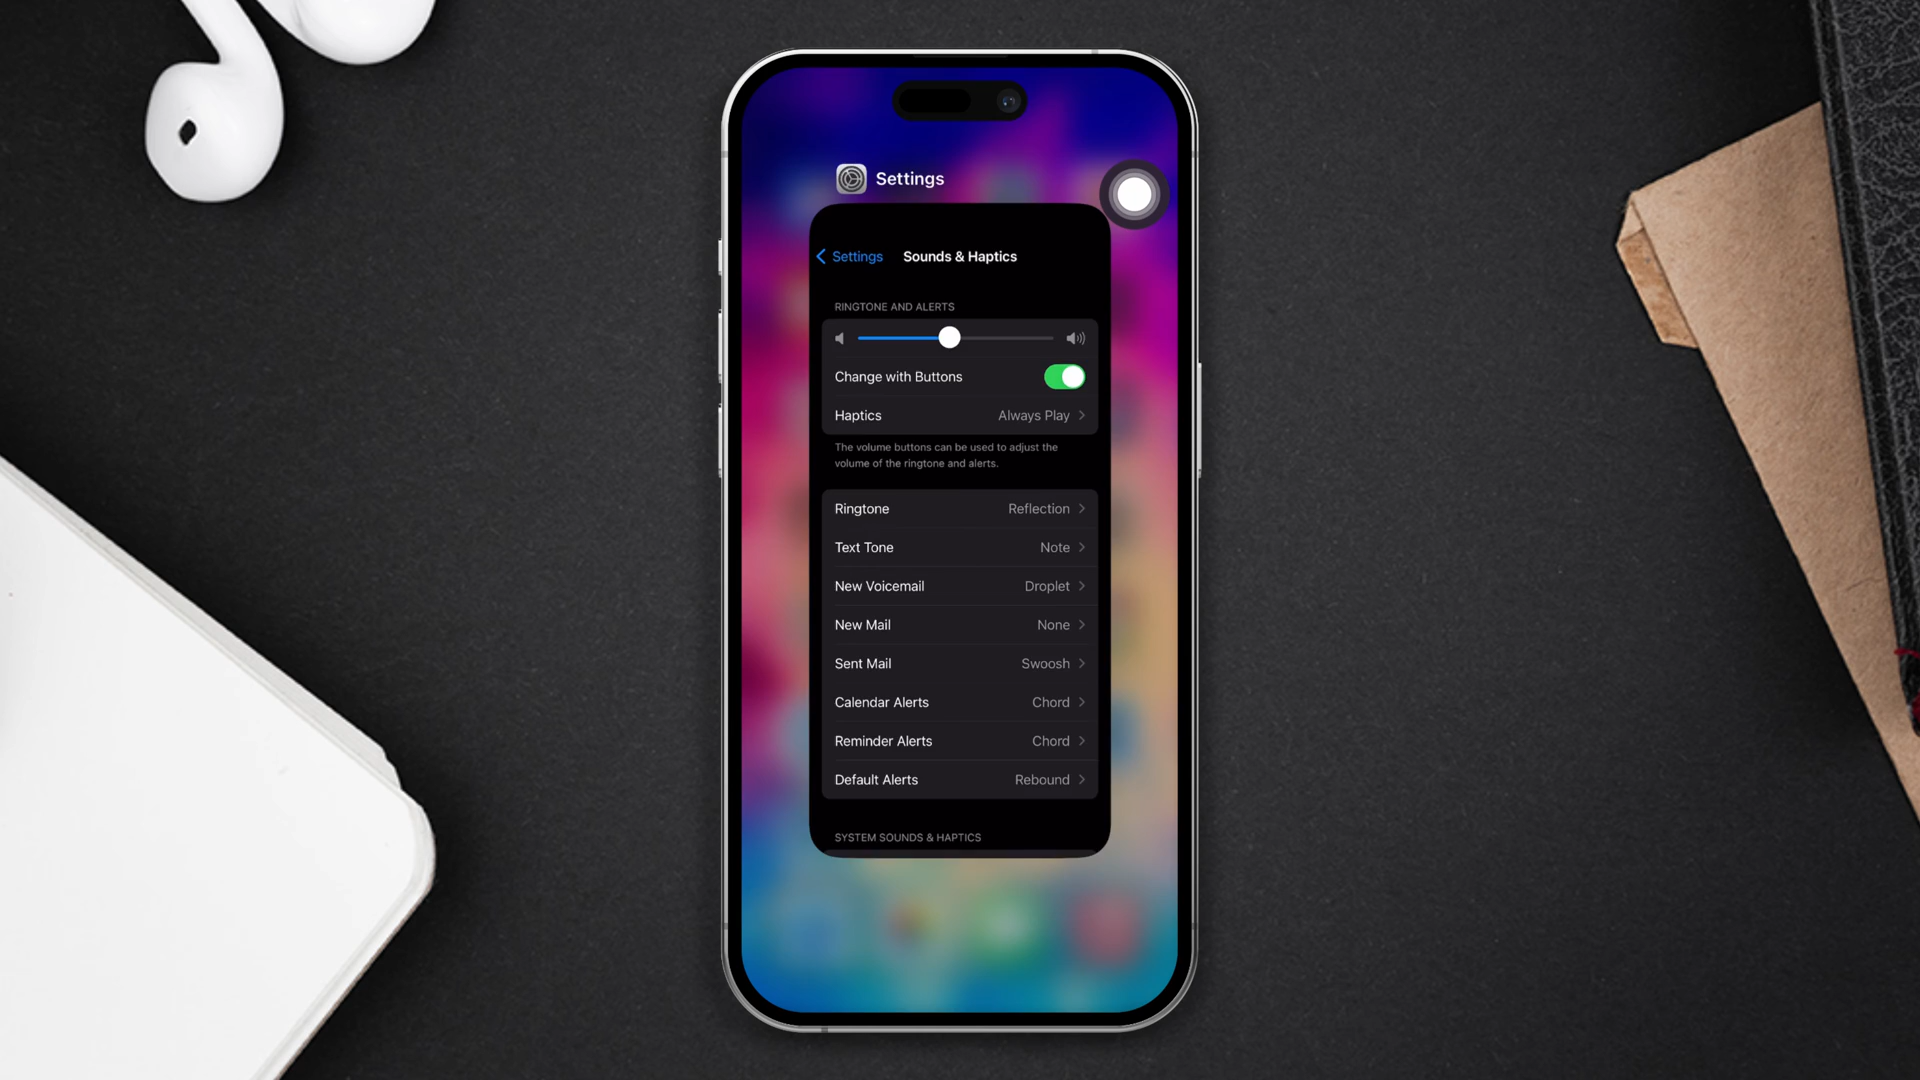 Settings
Settings
Sounds & Haptics
RINGTONE AND ALERTS
Change with Buttons
Haptics
Always Play
The volume buttons can be used to adjust the
volume of the ringtone and alerts.
Ringtone
Reflection
Text Tone
Note
New Voicemail
Droplet
New Mail
None
Sent Mail
Swoosh
Calendar Alerts
Chord
Reminder Alerts
Chord
Default Alerts
Rebound
SYSTEM SOUNDS & HAPTICS